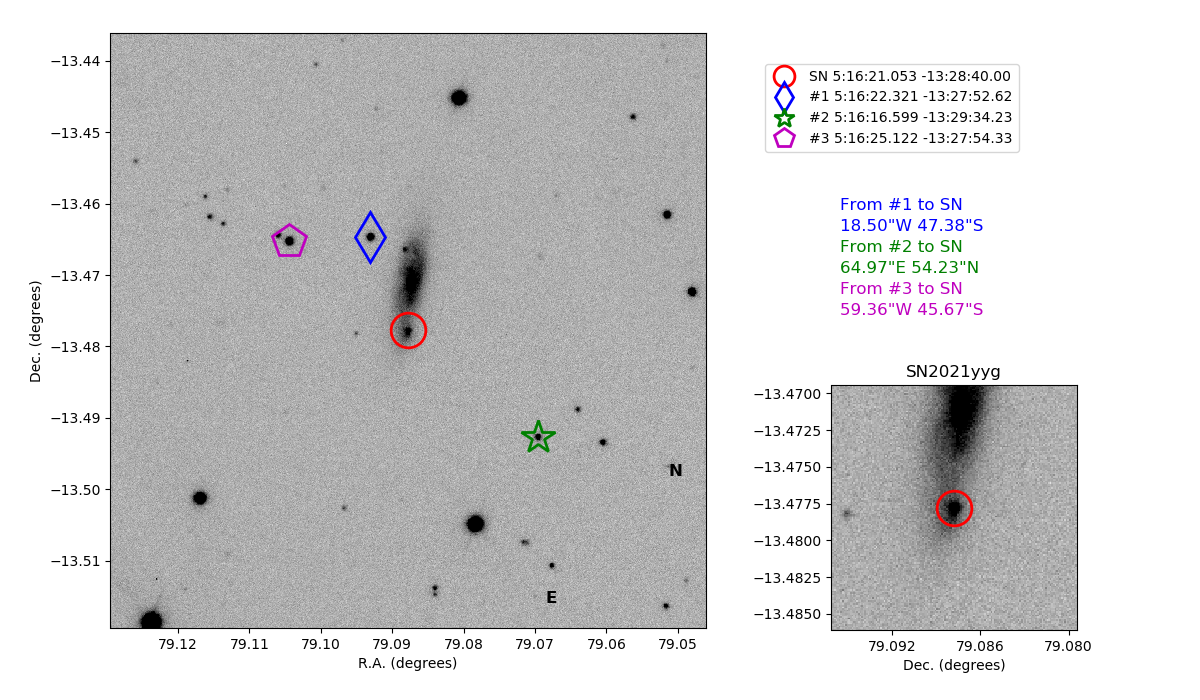 −13.44
−13.45
−13.46
−13.47
−13.48
−13.49
−13.50
−13.51
Dec. (degrees)
N
E
79.12 79.11 79.10 79.09 79.08 79.07 79.06 79.05
R.A. (degrees)
SN 5:16:21.053 -13:28:40.00
#1 5:16:22.321 -13:27:52.62
#2 5:16:16.599 -13:29:34.23
#3 5:16:25.122 -13:27:54.33
From #1 to SN
18.50"W 47.38"S
From #2 to SN
64.97"E 54.23"N
From #3 to SN
59.36"W 45.67"S
SN2021yyg
−13.4700
−13.4725
−13.4750
−13.4775
−13.4800
−13.4825
−13.4850
79.092 79.086 79.080
Dec. (degrees)